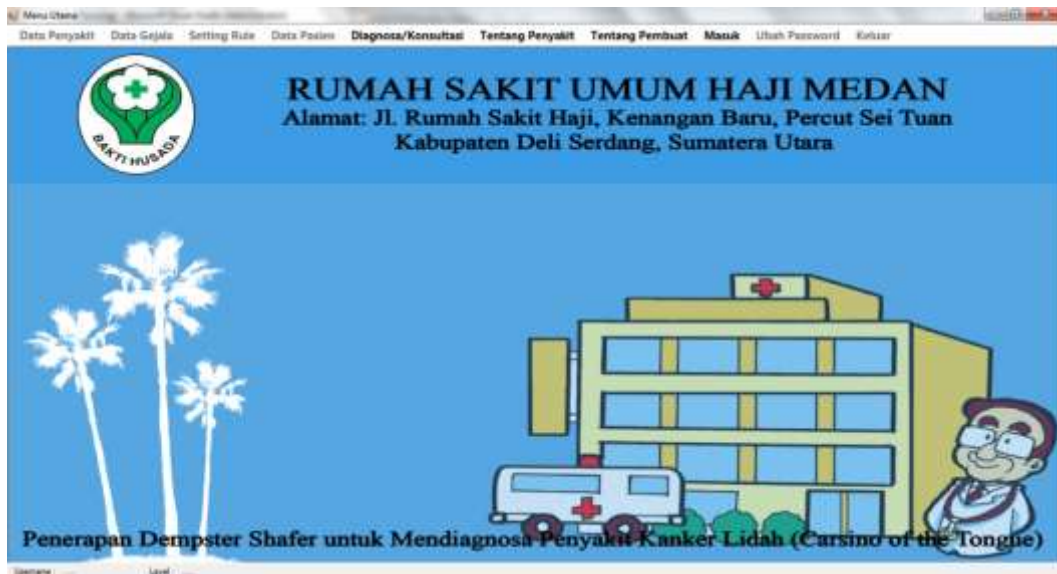 Menu Utama
Data Penyakit Data Gejala Setting Rule Data Pasien Diagnosa/Konsultasi Tentang Penyakit Tentang Pembuat Masuk Ubah Password Keluar
RUMAH SAKIT UMUM HAJI MEDAN
Alamat: Jl. Rumah Sakit Haji, Kenangan Baru, Percut Sei Tuan
Kabupaten Deli Serdang, Sumatera Utara
BAKTI HUSADA
Penerapan Dempster Shafer untuk Mendiagnosa Penyakit Kanker Lidah (Carsino of the Tongue)
Username Level